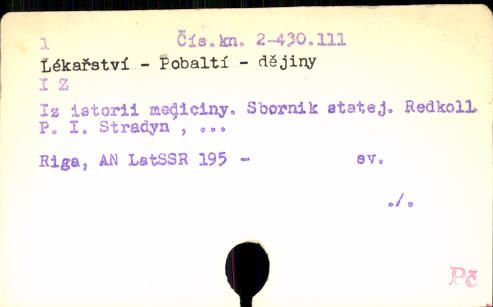 1 Čís.kn. 2-430.111
Lékařství - Pobaltí - dějiny
I Z
Iz istorii mediciny. Sbornik statej. Redkoll.
P. I. Stradyn , ...
Riga, AN LatSSR 195 - sv.
./.
Pč